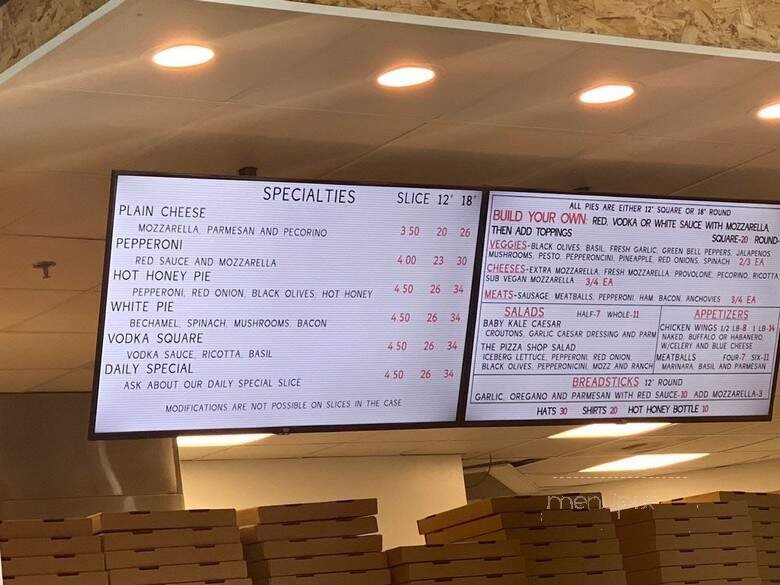 SPECIALTIES SLICE 12" 18"
PLAIN CHEESE
MOZZARELLA, PARMESAN AND PECORINO 3.50 20 26
PEPPERONI
RED SAUCE AND MOZZARELLA 4.00 23 30
HOT HONEY PIE
PEPPERONI, RED ONION, BLACK OLIVES, HOT HONEY 4.50 26 34
WHITE PIE
BECHAMEL, SPINACH, MUSHROOMS, BACON 4.50 26 34
VODKA SQUARE
VODKA SAUCE, RICOTTA, BASIL 4.50 26 34
DAILY SPECIAL
ASK ABOUT OUR DAILY SPECIAL SLICE 4.50 26 34
MODIFICATIONS ARE NOT POSSIBLE ON SLICES IN THE CASE
ALL PIES ARE EITHER 12" SQUARE OR 18" ROUND
BUILD YOUR OWN: RED, VODKA OR WHITE SAUCE WITH MOZZARELLA,
THEN ADD TOPPINGS SQUARE-20 ROUND-
VEGGIES-BLACK OLIVES, BASIL, FRESH GARLIC, GREEN BELL PEPPERS, JALAPENOS,
MUSHROOMS, PESTO, PEPPERONCINI, PINEAPPLE, RED ONIONS, SPINACH 2/3 EA
CHEESES-EXTRA MOZZARELLA, FRESH MOZZARELLA, PROVOLONE, PECORINO, RICOTTA
SUB VEGAN MOZZARELLA 3/4 EA
MEATS-SAUSAGE, MEATBALLS, PEPPERONI, HAM, BACON, ANCHOVIES 3/4 EA
SALADS HALF-7 WHOLE-11
BABY KALE CAESAR
CROUTONS, GARLIC CAESAR DRESSING AND PARM
THE PIZZA SHOP SALAD
ICEBERG LETTUCE, PEPPERONI, RED ONION,
BLACK OLIVES, PEPPERONICINI, MOZZ AND RANCH
APPETIZERS
CHICKEN WINGS 1/2 LB-8 1 LB-14
NAKED, BUFFALO OR HABANERO,
W/CELERY AND BLUE CHEESE
MEATBALLS FOUR-7, SIX-11
MARINARA, BASIL AND PARMESAN
BREADSTICKS 12" ROUND
GARLIC, OREGANO AND PARMESAN WITH RED SAUCE-10 ADD MOZZARELLA-3
HATS 30 SHIRTS 20 HOT HONEY BOTTLE 10
menupix